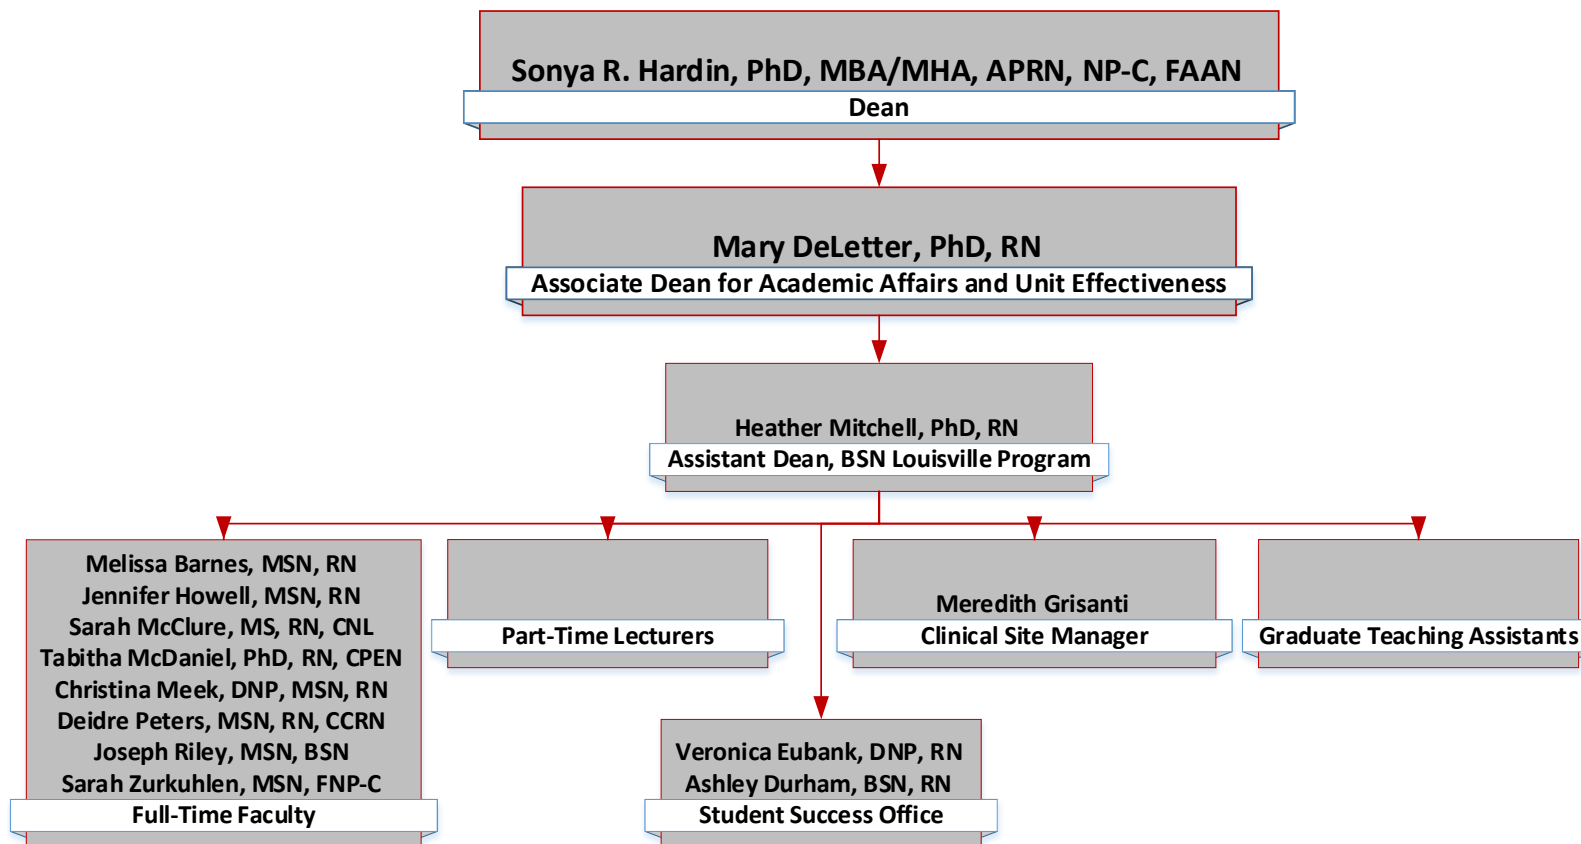 Sonya R. Hardin, PhD, MBA/MHA, APRN, NP-C, FAAN
Dean
Mary DeLetter, PhD, RN
Associate Dean for Academic Affairs and Unit Effectiveness
Heather Mitchell, PhD, RN
Assistant Dean, BSN Louisville Program
Melissa Barnes, MSN, RN
Jennifer Howell, MSN, RN
Sarah McClure, MS, RN, CNL
Tabitha McDaniel, PhD, RN, CPEN
Christina Meek, DNP, MSN, RN
Deidre Peters, MSN, RN, CCRN
Joseph Riley, MSN, BSN
Sarah Zurkuhlen, MSN, FNP-C
Full-Time Faculty
Part-Time Lecturers
Veronica Eubank, DNP, RN
Ashley Durham, BSN, RN
Student Success Office
Meredith Grisanti
Clinical Site Manager
Graduate Teaching Assistants